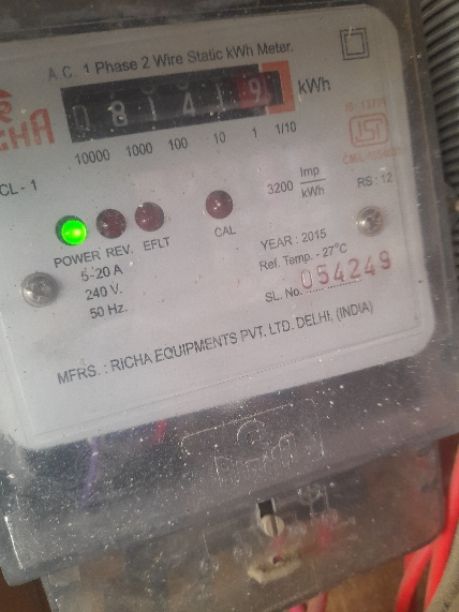 A.C. 1 Phase 2 Wire Static kWh Meter.
0 8 1 4 1 9 kWh
10000 1000 100 10 1 1/10
CL - 1
3200 Imp/kWh
RS : 12
POWER REV. EFLT CAL
5-20 A
240 V.
50 Hz.
YEAR : 2015
Ref. Temp. - 27°C
SL. No. 054249
MFRS. : RICHA EQUIPMENTS PVT. LTD. DELHI, (INDIA)